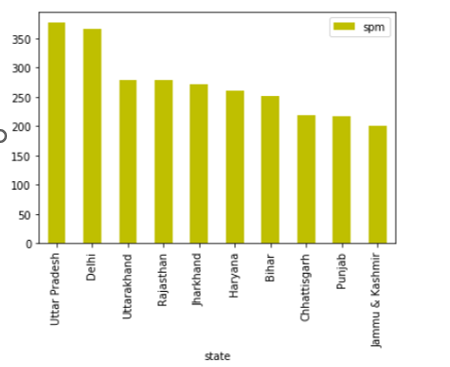 spm
350
300
250
200
150
100
50
0
Uttar Pradesh
Delhi
Uttarakhand
Rajasthan
Jharkhand
Haryana
Bihar
Chhattisgarh
Punjab
Jammu & Kashmir
state